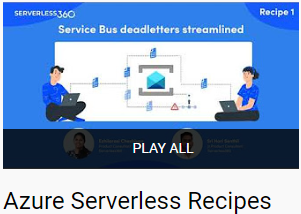 SERVERLESS360
Recipe 1
Service Bus deadletters streamlined
PLAY ALL
Azure Serverless Recipes